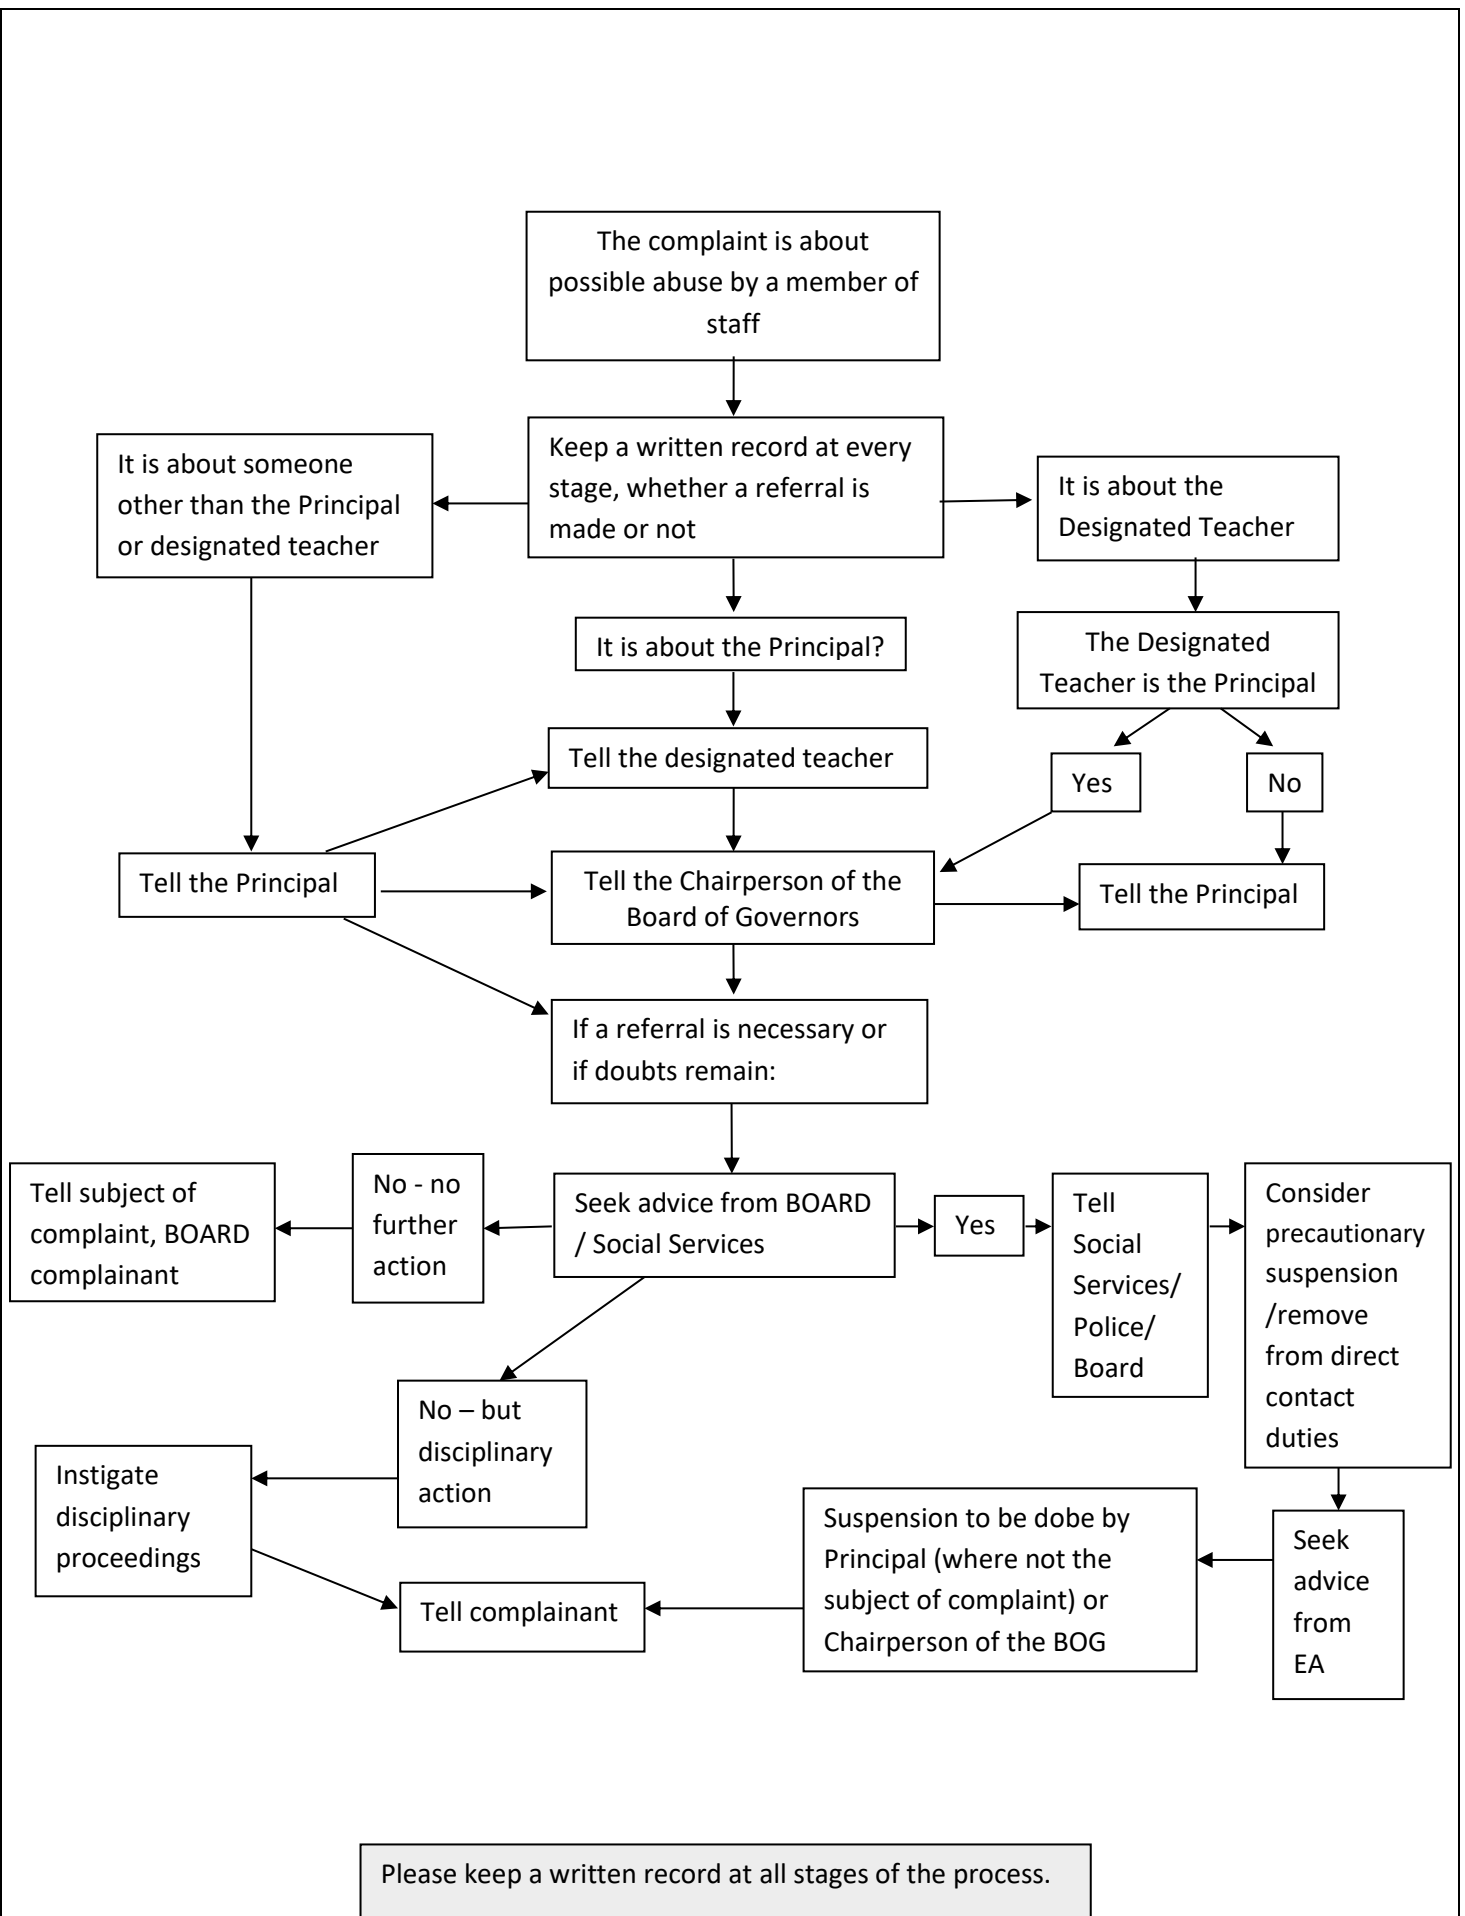 The complaint is about
possible abuse by a member of
staff
Keep a written record at every
stage, whether a referral is
made or not
It is about someone
other than the Principal
or designated teacher
It is about the
Designated Teacher
It is about the Principal?
The Designated
Teacher is the Principal
Tell the designated teacher
Yes
No
Tell the Principal
Tell the Chairperson of the
Board of Governors
Tell the Principal
If a referral is necessary or
if doubts remain:
Tell subject of
complaint, BOARD
complainant
No - no
further
action
Seek advice from BOARD
/ Social Services
Yes
Tell
Social
Services/
Police/
Board
Consider
precautionary
suspension
/remove
from direct
contact
duties
No – but
disciplinary
action
Instigate
disciplinary
proceedings
Suspension to be dobe by
Principal (where not the
subject of complaint) or
Chairperson of the BOG
Seek
advice
from
EA
Tell complainant
Please keep a written record at all stages of the process.